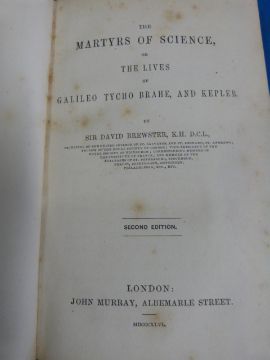 THE
MARTYRS OF SCIENCE,
OR
THE LIVES
OF
GALILEO TYCHO BRAHE, AND KEPLER.
BY
SIR DAVID BREWSTER, K.H. D.C.L.,
SECOND EDITION.
LONDON:
JOHN MURRAY, ALBEMARLE STREET.
MDCCCXLVI.